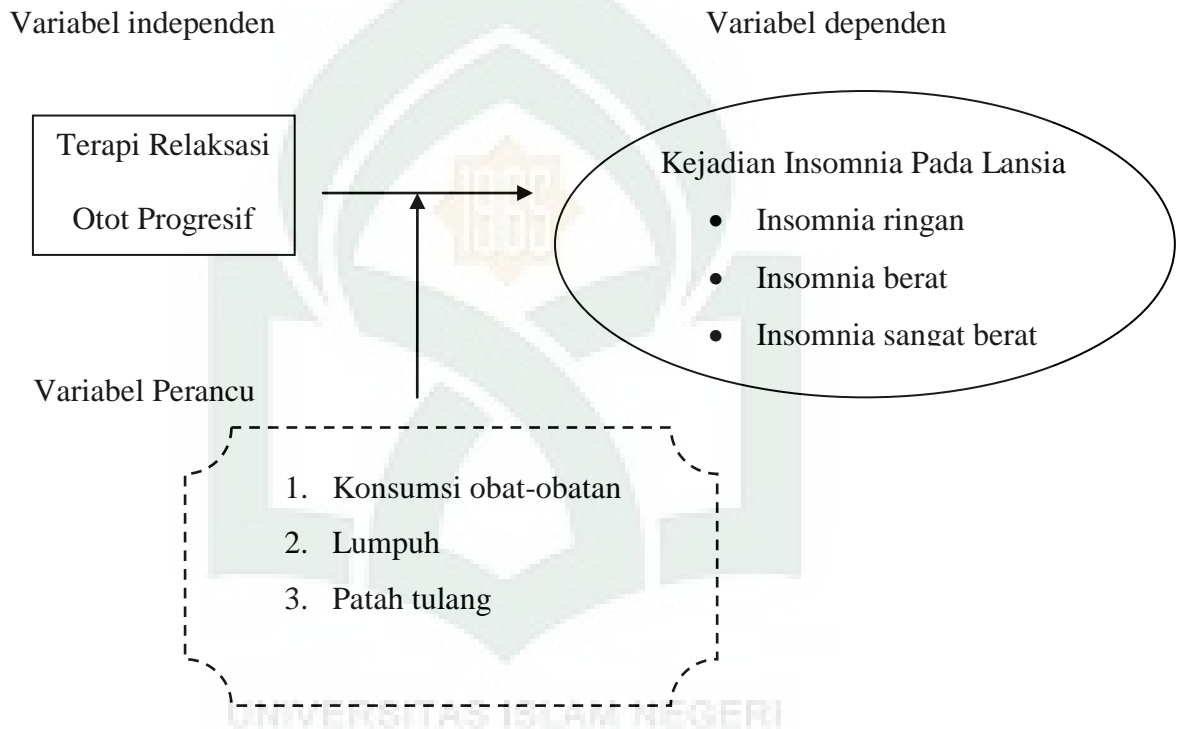 Variabel independen
Variabel dependen
Terapi Relaksasi
Otot Progresif
Kejadian Insomnia Pada Lansia
• Insomnia ringan
• Insomnia berat
• Insomnia sangat berat
Variabel Perancu
1. Konsumsi obat-obatan
2. Lumpuh
3. Patah tulang
UNIVERSITAS ISLAM NEGERI